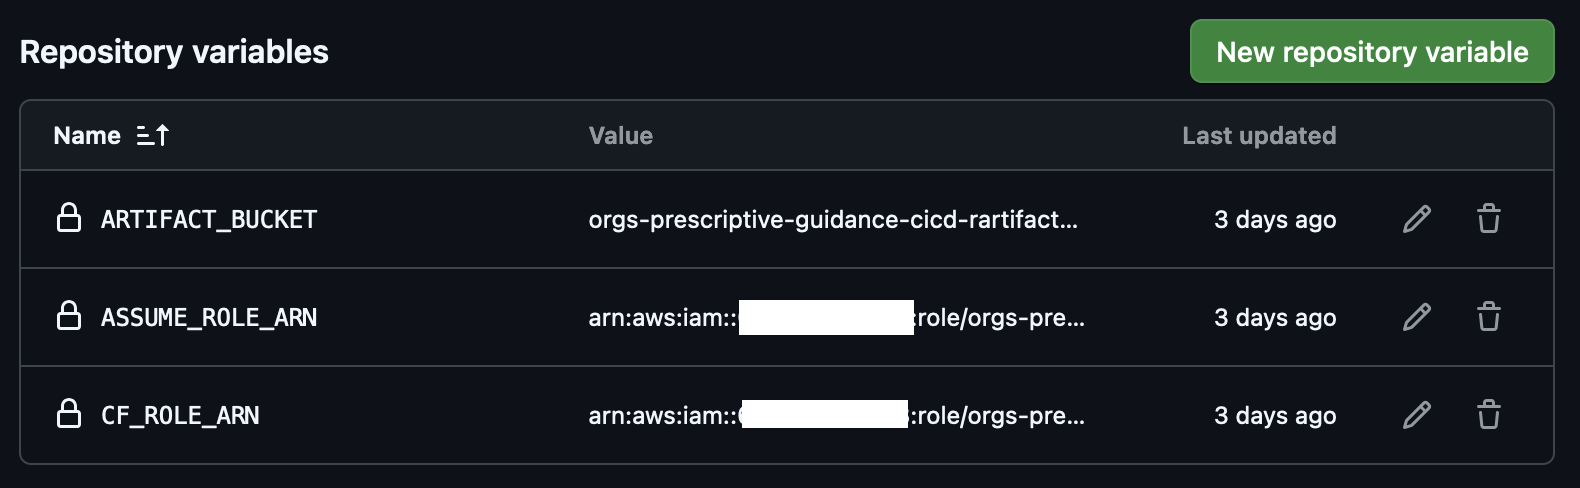 Repository variables
New repository variable
Name Value Last updated
ARTIFACT_BUCKET orgs-prescriptive-guidance-cicd-rartifact... 3 days ago
ASSUME_ROLE_ARN arn:aws:iam:: :role/orgs-pre... 3 days ago
CF_ROLE_ARN arn:aws:iam:: :role/orgs-pre... 3 days ago